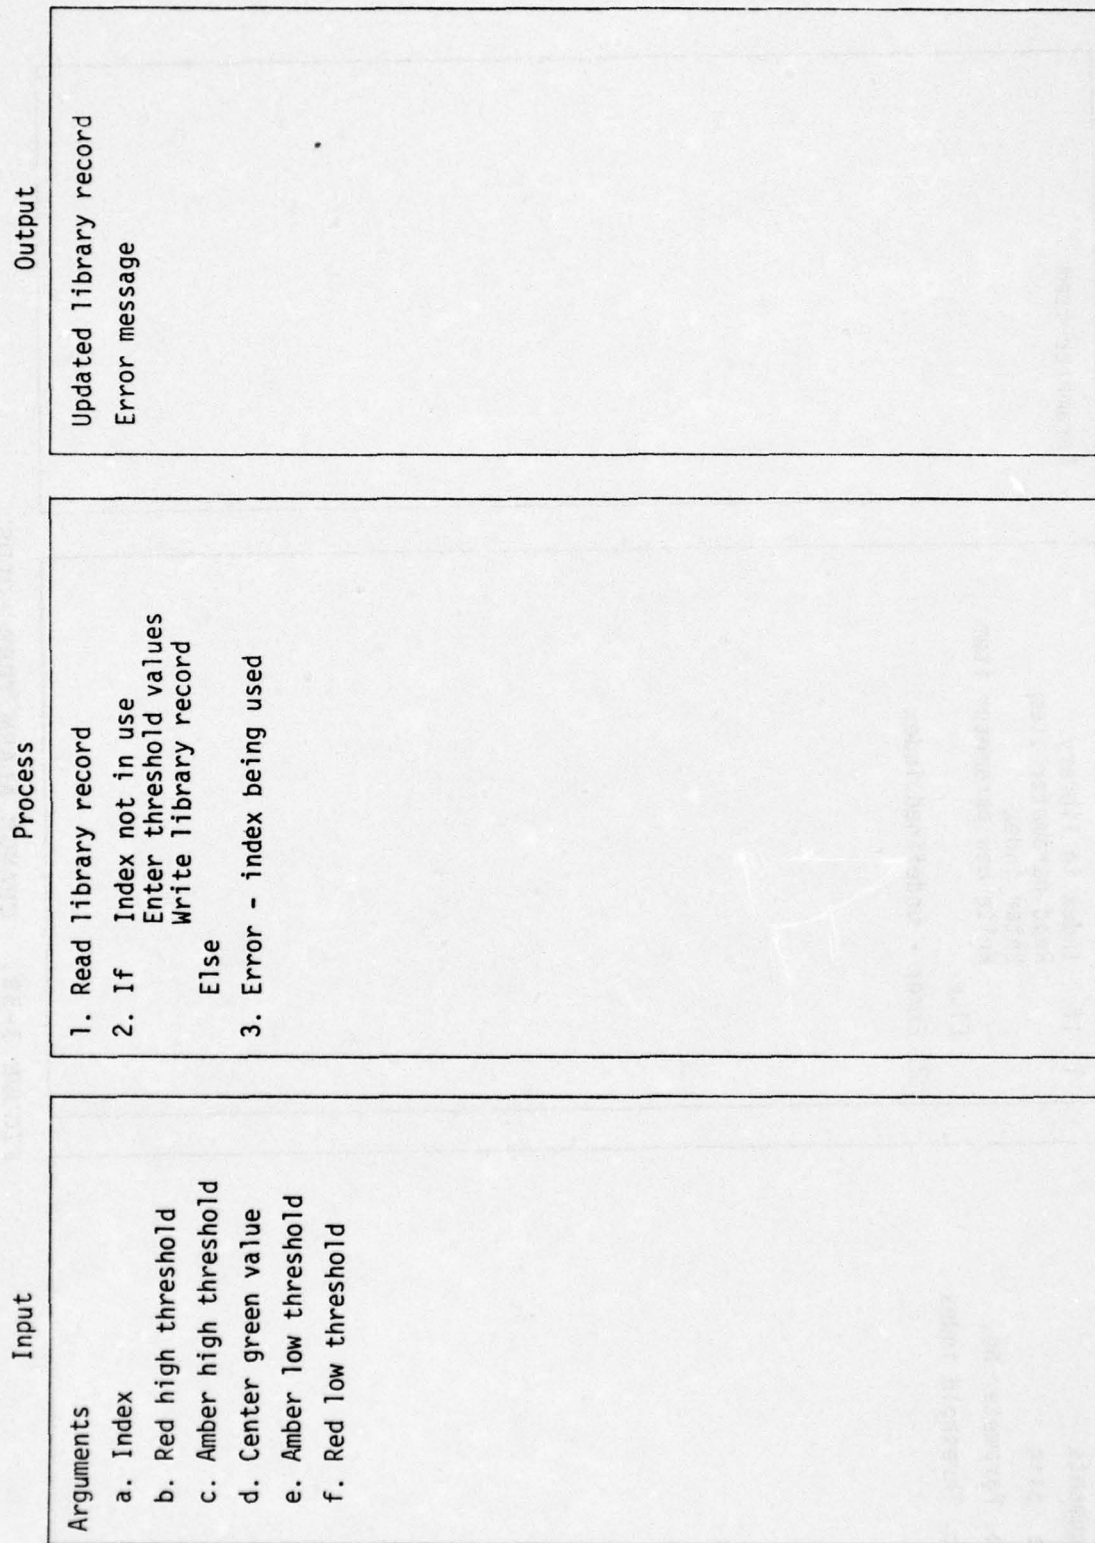 Input
Arguments
a. Index
b. Red high threshold
c. Amber high threshold
d. Center green value
e. Amber low threshold
f. Red low threshold
Process
1. Read library record
2. If Index not in use
Enter threshold values
Write library record
Else
3. Error - index being used
Output
Updated library record
Error message